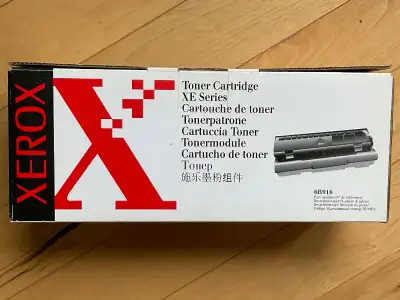 XEROX
Toner Cartridge
XE Series
Cartouche de toner
Tonerpatrone
Cartuccia Toner
Tonermodule
Cartucho de toner
Тонер
施乐墨粉组件
6R916